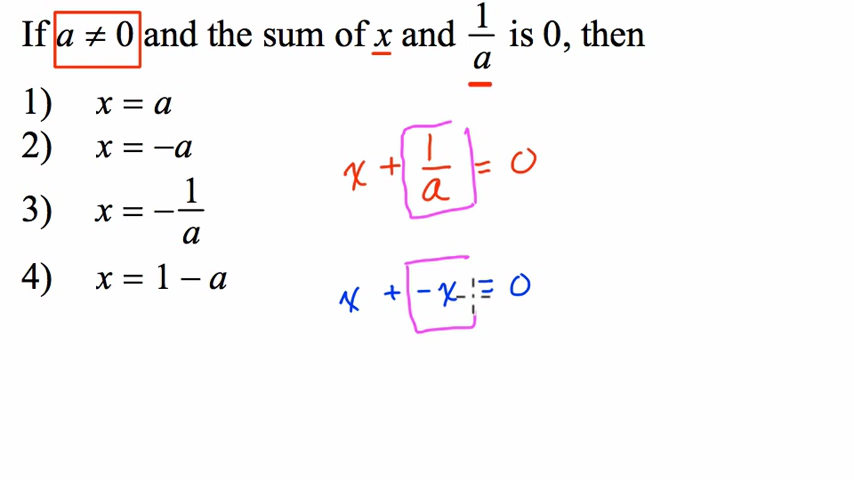 If a ≠ 0 and the sum of x and 1/a is 0, then
1) x = a
2) x = −a
3) x = −1/a
4) x = 1 − a
x + 1/a = 0
x + -x = 0